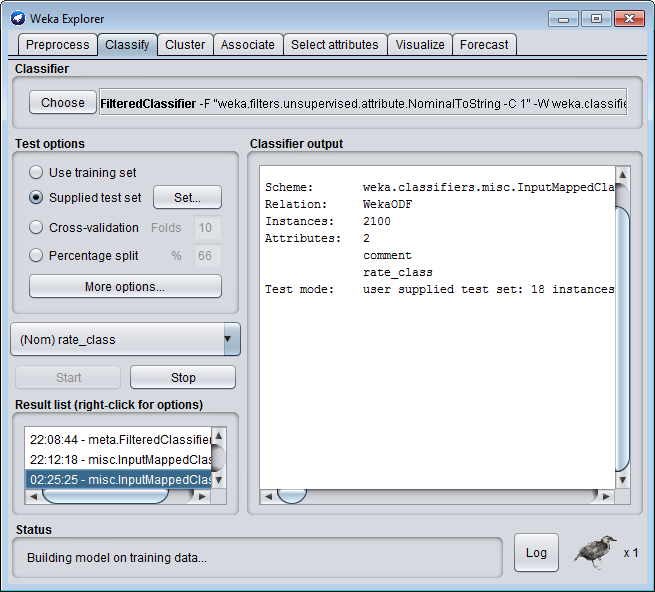 Weka Explorer
Preprocess Classify Cluster Associate Select attributes Visualize Forecast
Classifier
Choose FilteredClassifier -F "weka.filters.unsupervised.attribute.NominalToString -C 1" -W weka.classifie
Test options
Use training set
Supplied test set Set...
Cross-validation Folds 10
Percentage split % 66
More options...
(Nom) rate_class
Start Stop
Result list (right-click for options)
22:08:44 - meta.FilteredClassifier
22:12:18 - misc.InputMappedClas
02:25:25 - misc.InputMappedClas
Classifier output
Scheme: weka.classifiers.misc.InputMappedCla
Relation: WekaODF
Instances: 2100
Attributes: 2
comment
rate_class
Test mode: user supplied test set: 18 instances
Status
Building model on training data...
Log
x 1